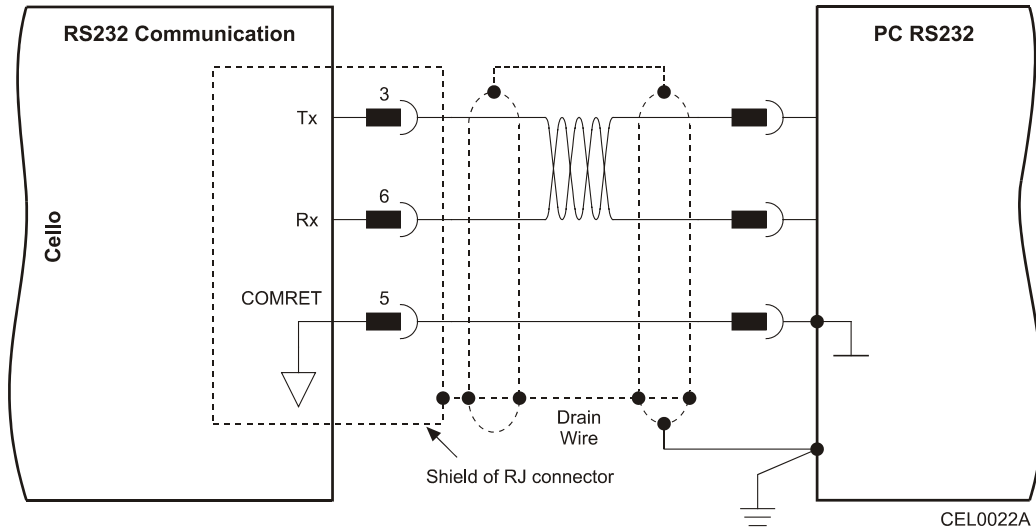 RS232 Communication
PC RS232
3
Tx
6
Rx
Cello
COMRET
5
Drain
Wire
Shield of RJ connector
CEL0022A